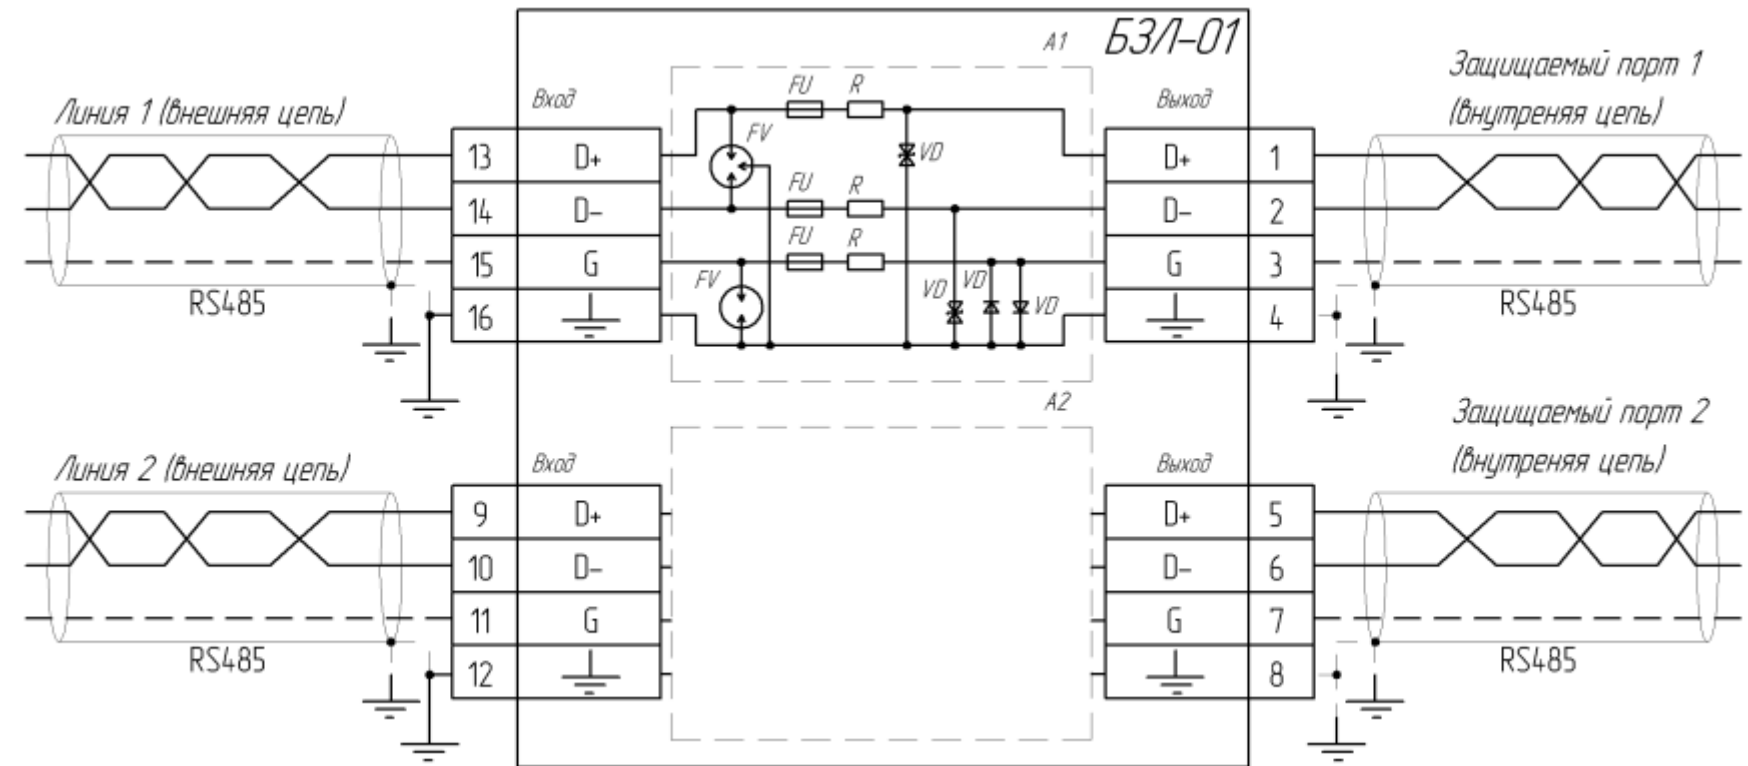 БЗЛ-01
А1
Линия 1 (внешняя цепь)
Вход
FU R
Выход
Защищаемый порт 1
(внутреняя цепь)
FV
VD
13 D+
D+ 1
FU R
14 D-
D- 2
FU R
15 G
G 3
FV
VD VD VD
16
4
RS485
RS485
А2
Линия 2 (внешняя цепь)
Вход
Выход
Защищаемый порт 2
(внутреняя цепь)
9 D+
D+ 5
10 D-
D- 6
11 G
G 7
12
8
RS485
RS485